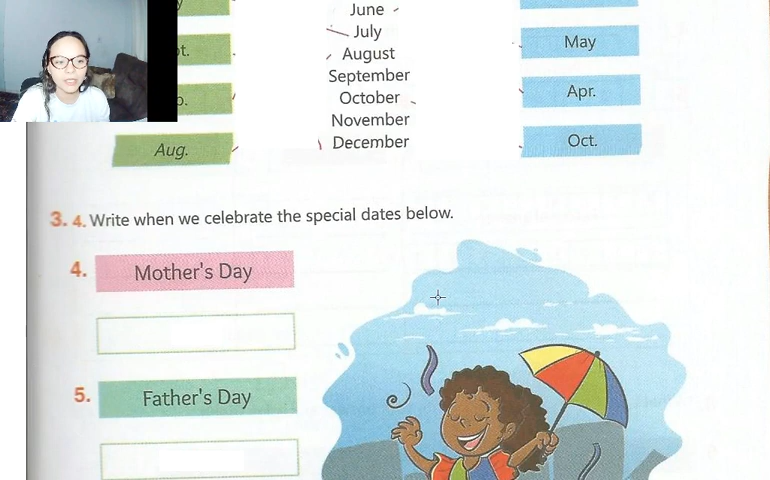 June
July
August
September
October
November
December
Aug.
May
Apr.
Oct.
3. 4. Write when we celebrate the special dates below.
4. Mother's Day
5. Father's Day